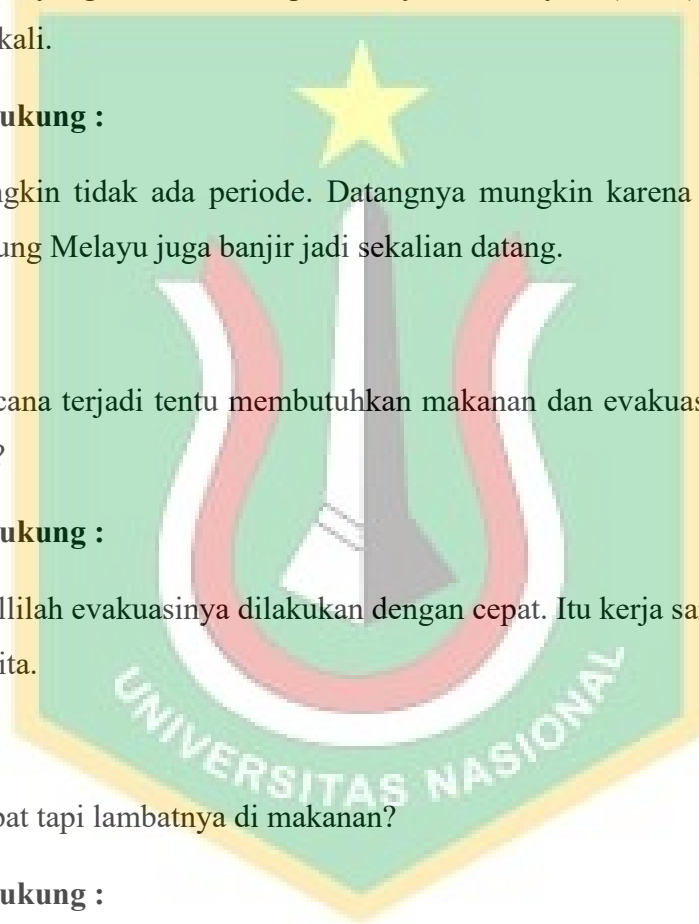 kali.
ukung :
ngkin tidak ada periode. Datangnya mungkin karena
ung Melayu juga banjir jadi sekalian datang.
cana terjadi tentu membutuhkan makanan dan evakuas
?
ukung :
llilah evakuasinya dilakukan dengan cepat. Itu kerja sa
ita.
UNIVERSITAS NASIONAL
pat tapi lambatnya di makanan?
ukung :